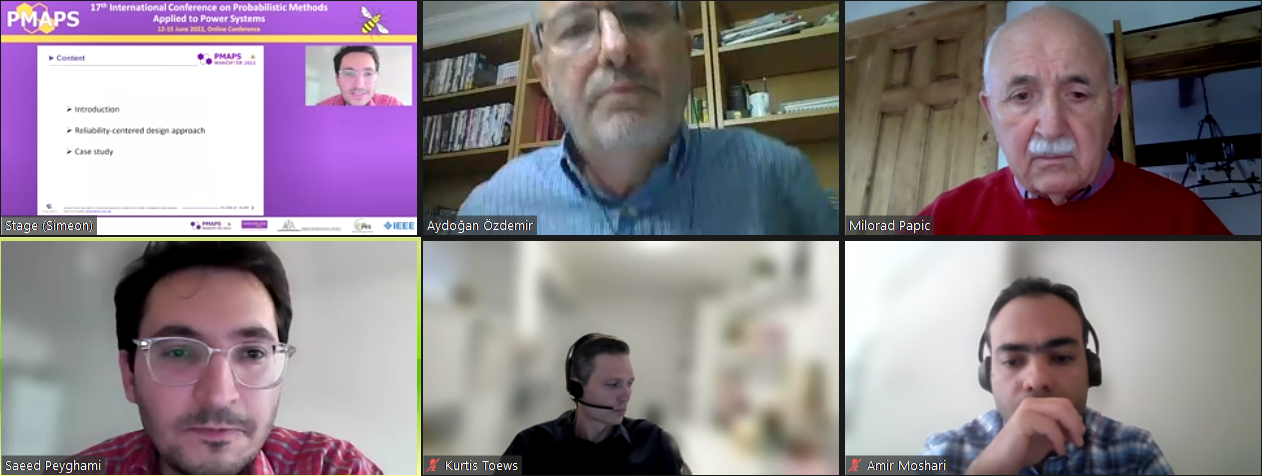 PMAPS
17th International Conference on Probabilistic Methods
Applied to Power Systems
12-15 June 2022, Online Conference
Content
PMAPS
MANCH'ER 2022
➤ Introduction
➤ Reliability-centered design approach
➤ Case study
PMAPS
IEEE
Stage (Simeon)
Aydoğan Özdemir
Milorad Papic
Saeed Peyghami
Kurtis Toews
Amir Moshari